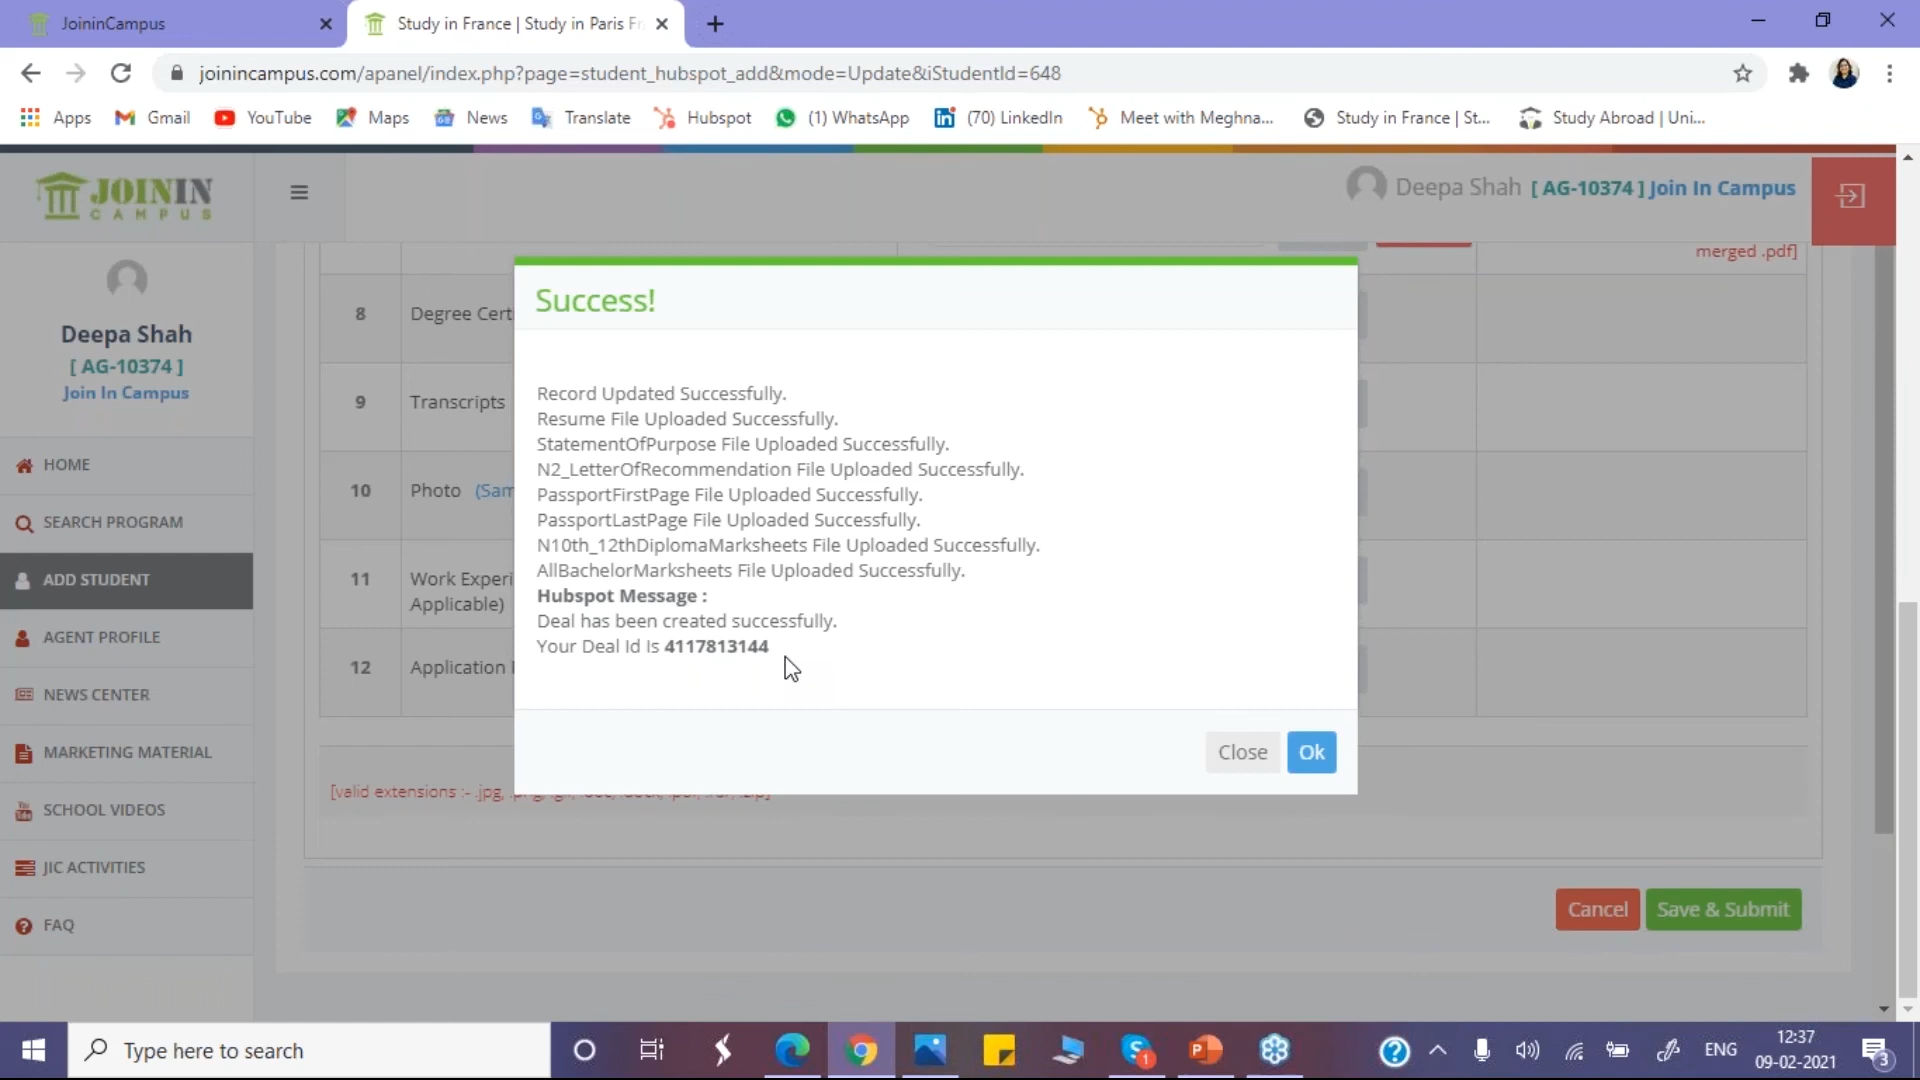 JoininCampus
Study in France | Study in Paris Fr
joinincampus.com/apanel/index.php?page=student_hubspot_add&mode=Update&iStudentId=648
Apps Gmail YouTube Maps News Translate Hubspot (1) WhatsApp (70) LinkedIn Meet with Meghna... Study in France | St... Study Abroad | Uni...
JOININ
CAMPUS
Deepa Shah [ AG-10374 ] Join In Campus
Deepa Shah
[ AG-10374 ]
Join In Campus
HOME
SEARCH PROGRAM
ADD STUDENT
AGENT PROFILE
NEWS CENTER
MARKETING MATERIAL
SCHOOL VIDEOS
JIC ACTIVITIES
FAQ
merged .pdf]
8 Degree Cert
9 Transcripts
10 Photo (Sam
11 Work Experi
Applicable)
12 Application
Success!
Record Updated Successfully.
Resume File Uploaded Successfully.
StatementOfPurpose File Uploaded Successfully.
N2_LetterOfRecommendation File Uploaded Successfully.
PassportFirstPage File Uploaded Successfully.
PassportLastPage File Uploaded Successfully.
N10th_12thDiplomaMarksheets File Uploaded Successfully.
AllBachelorMarksheets File Uploaded Successfully.
Hubspot Message :
Deal has been created successfully.
Your Deal Id Is 4117813144
Close Ok
[valid extensions :- .jpg,
Cancel Save & Submit
Type here to search
ENG
12:37
09-02-2021
3